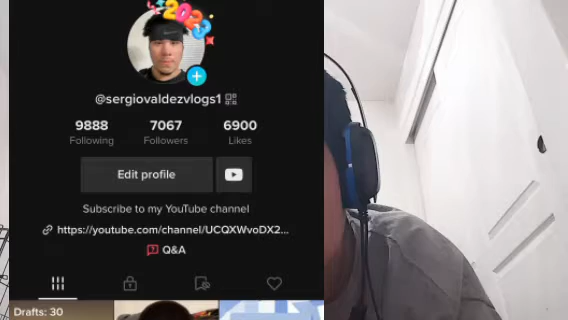 2023
@sergiovaldezvlogs1
9888 7067 6900
Following Followers Likes
Edit profile
Subscribe to my YouTube channel
https://youtube.com/channel/UCQXWvoDX2...
Q&A
Drafts: 30